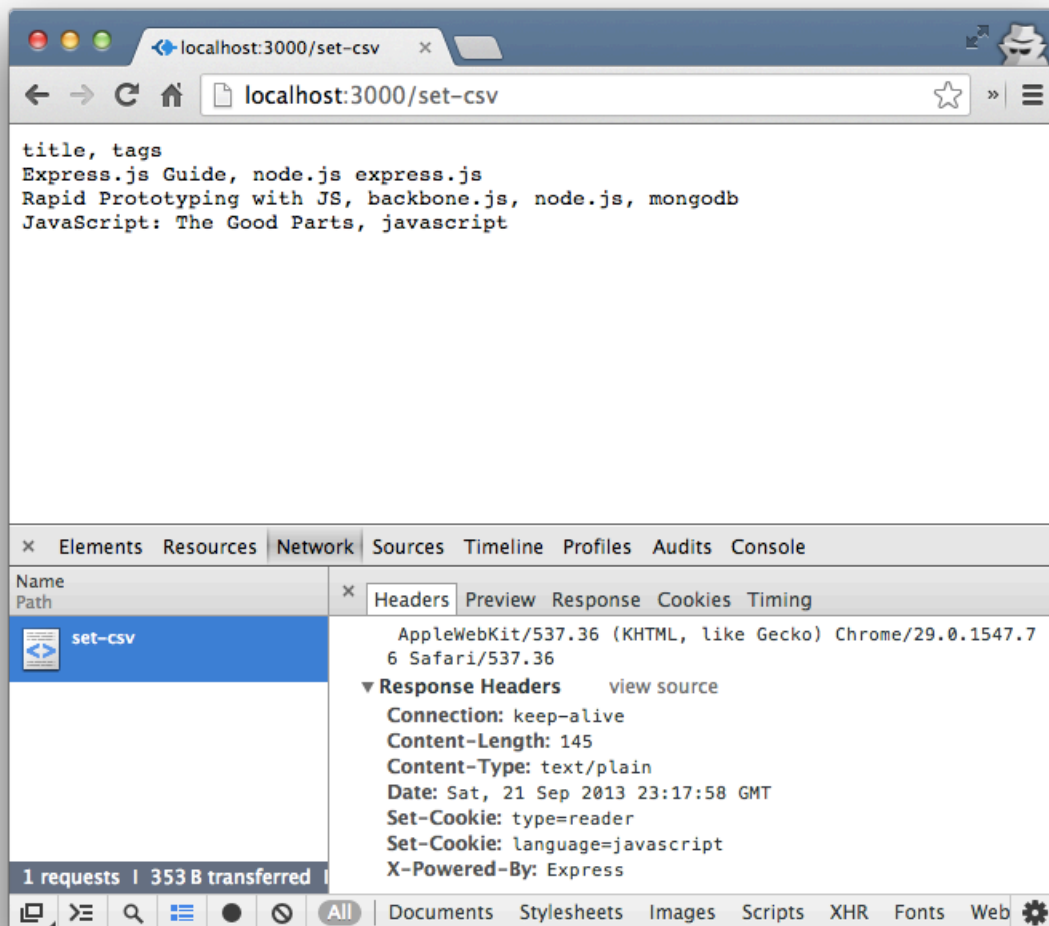 localhost:3000/set-csv
localhost:3000/set-csv
title, tags
Express.js Guide, node.js express.js
Rapid Prototyping with JS, backbone.js, node.js, mongodb
JavaScript: The Good Parts, javascript
Elements Resources Network Sources Timeline Profiles Audits Console
Name
Path
Headers Preview Response Cookies Timing
set-csv
AppleWebKit/537.36 (KHTML, like Gecko) Chrome/29.0.1547.7
6 Safari/537.36
Response Headers view source
Connection: keep-alive
Content-Length: 145
Content-Type: text/plain
Date: Sat, 21 Sep 2013 23:17:58 GMT
Set-Cookie: type=reader
Set-Cookie: language=javascript
X-Powered-By: Express
1 requests | 353 B transferred |
All Documents Stylesheets Images Scripts XHR Fonts Web